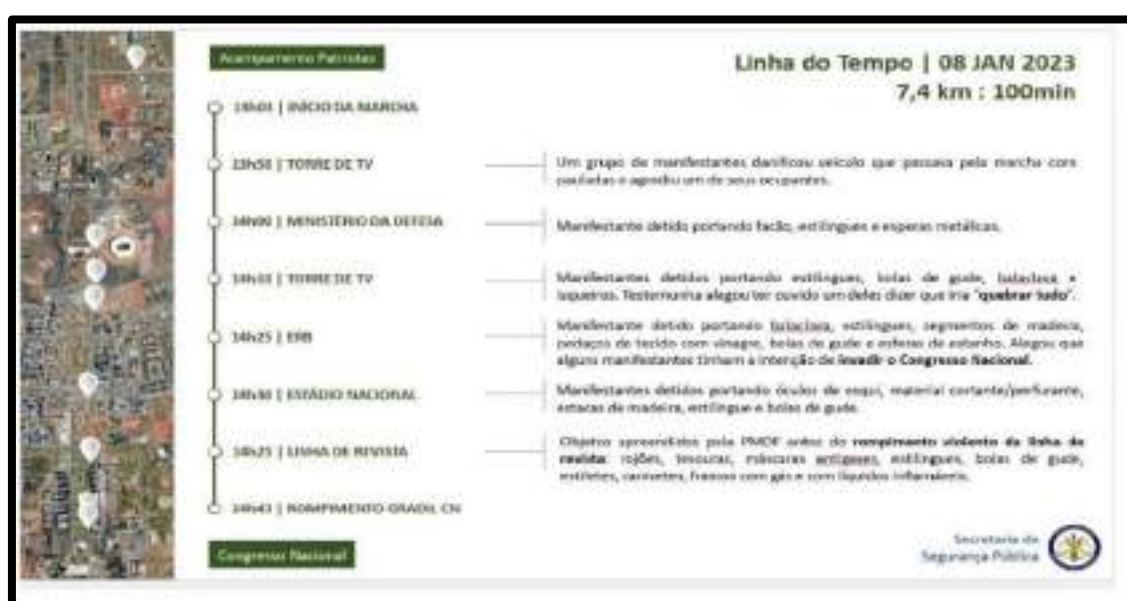 Acampamento Patriotas
Linha do Tempo | 08 JAN 2023
7,4 km : 100min
INÍCIO DA MARCHA
TORRE DE TV
Um grupo de manifestantes danificou veículo que passava pela marcha com
pauladas e agrediu um de seus ocupantes.
14h00 | MINISTÉRIO DA DEFESA
Manifestante detido portando facão, estilingues e esperas metálicas.
TORRE DE TV
Manifestantes detidos portando estilingues, bolas de gude, balaclava e
isqueiros. Testemunha alegou ter ouvido um deles dizer que iria "quebrar tudo".
14h25 | ERB
Manifestante detido portando balaclava, estilingues, segmentos de madeira,
pedaços de tecido com vinagre, bolas de gude e esferas de estanho. Alegou que
alguns manifestantes tinham a intenção de invadir o Congresso Nacional.
ESTÁDIO NACIONAL
Manifestantes detidos portando óculos de esqui, material cortante/perfurante,
estacas de madeira, estilingue e bolas de gude.
14h25 | LINHA DE REVISTA
Objetos apreendidos pela PMDF antes do rompimento violento da linha de
revista: rojões, tesouras, máscaras antigases, estilingues, bolas de gude,
estiletes, canivetes, frascos com gás e com líquidos inflamáveis.
14h43 | ROMPIMENTO GRADIL CN
Congresso Nacional
Secretaria de
Segurança Pública